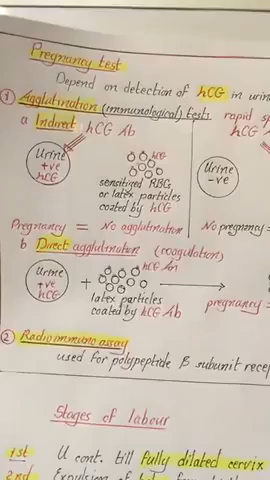 Pregnancy test
Depend on detection of hCG in urin
① Agglutination (immunological) tests rapid s
a Indirect hCG Ab hCG
Urine +ve hCG
hCG
sensitized RBCs or latex particles coated by hCG
Urine -ve
Pregnancy = No agglutination No pregnancy =
b Direct agglutination (coagulation)
Urine +ve hCG
+
hCG
latex particles coated by hCG Ab
pregnancy =
② Radioimmuno assay
used for polypeptide β subunit recep
Stages of labour
1st U cont. till fully dilated cervix
2nd Expulsion of